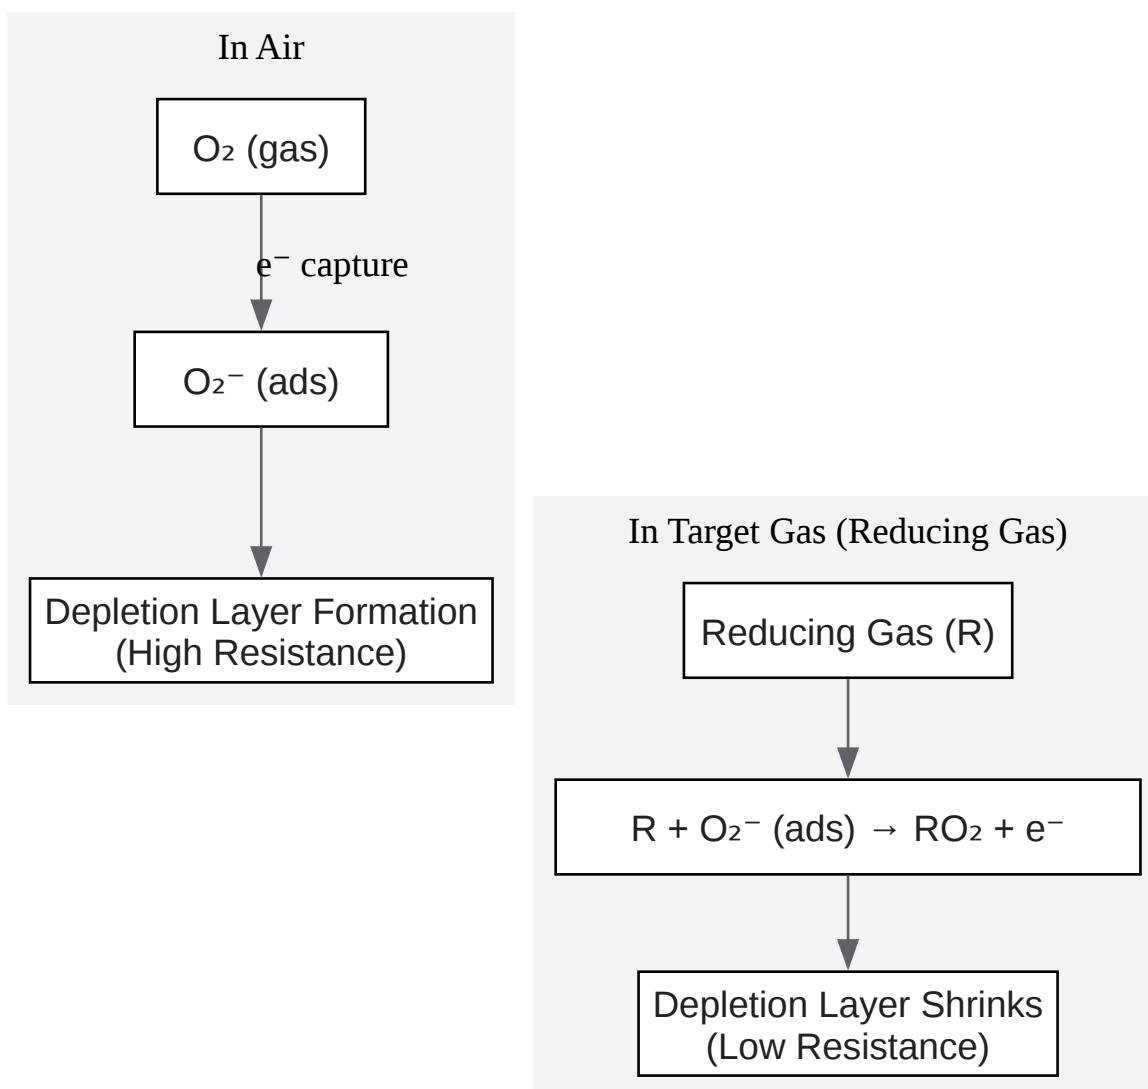 In Air
O₂ (gas)
e⁻ capture
O₂⁻ (ads)
Depletion Layer Formation
(High Resistance)
In Target Gas (Reducing Gas)
Reducing Gas (R)
R + O₂⁻ (ads) → RO₂ + e⁻
Depletion Layer Shrinks
(Low Resistance)